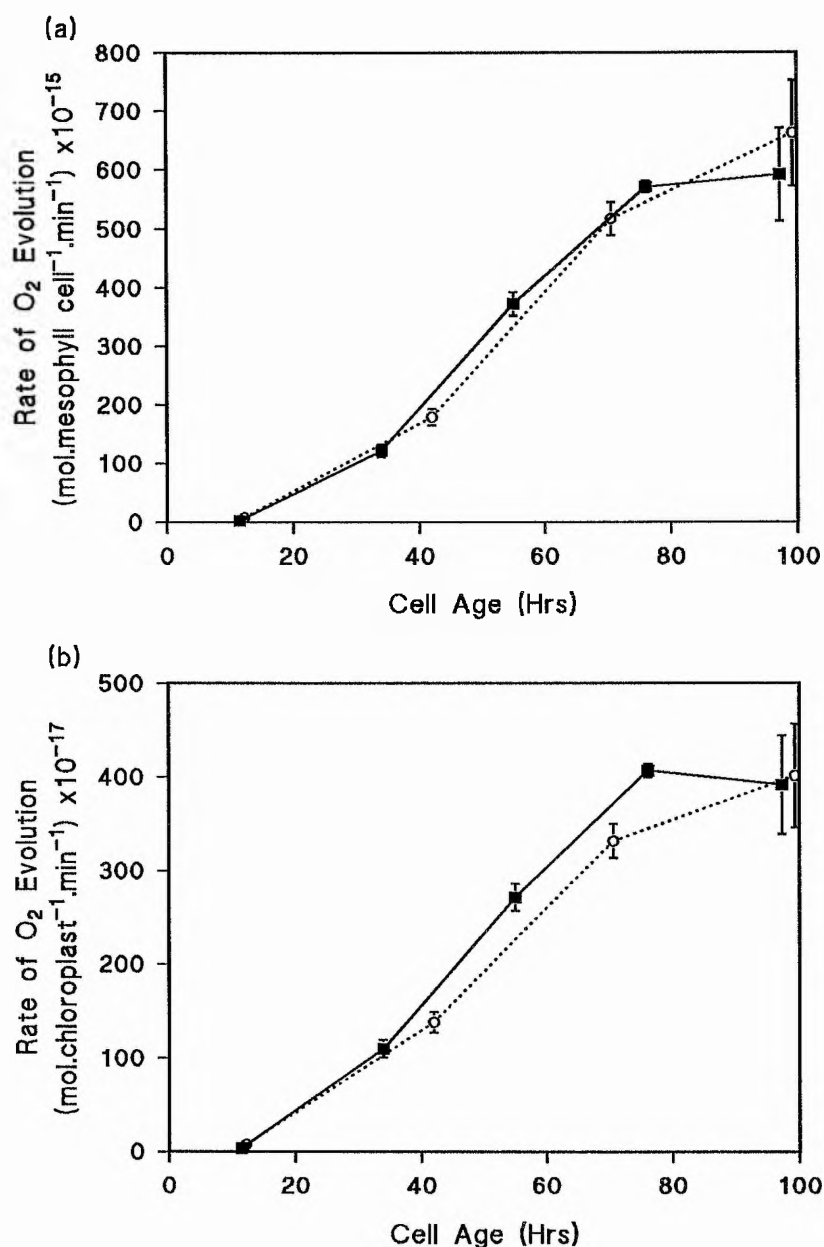 (a)
800
700
600
500
400
300
200
100
0
Rate of O₂ Evolution
(mol.mesophyll cell⁻¹.min⁻¹) x10⁻¹⁵
0 20 40 60 80 100
Cell Age (Hrs)
(b)
500
400
300
200
100
0
Rate of O₂ Evolution
(mol.chloroplast⁻¹.min⁻¹) x10⁻¹⁷
0 20 40 60 80 100
Cell Age (Hrs)